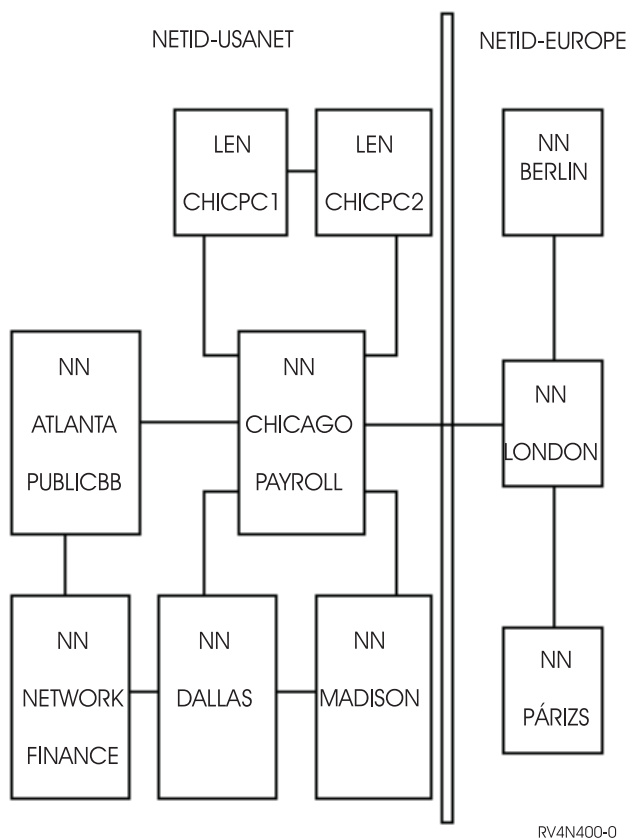 NETID-USANET
NETID-EUROPE
LEN
CHICPC1
LEN
CHICPC2
NN
BERLIN
NN
ATLANTA
PUBLICBB
NN
CHICAGO
PAYROLL
NN
LONDON
NN
NETWORK
FINANCE
NN
DALLAS
NN
MADISON
NN
PÁRIZS
RV4N400-0